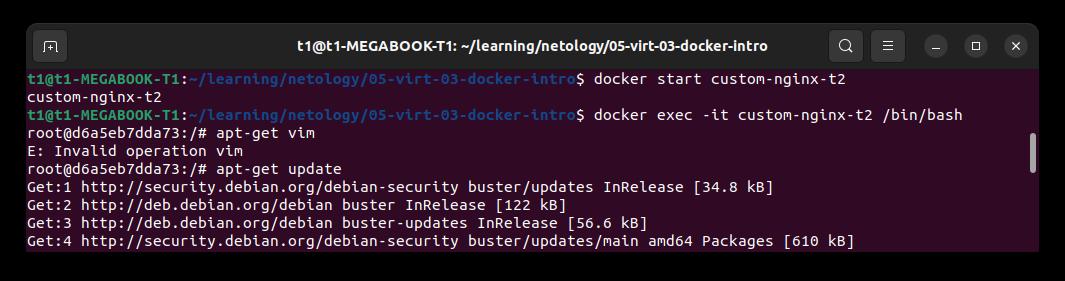 t1@t1-MEGABOOK-T1: ~/learning/netology/05-virt-03-docker-intro
t1@t1-MEGABOOK-T1:~/learning/netology/05-virt-03-docker-intro$ docker start custom-nginx-t2
custom-nginx-t2
t1@t1-MEGABOOK-T1:~/learning/netology/05-virt-03-docker-intro$ docker exec -it custom-nginx-t2 /bin/bash
root@d6a5eb7dda73:/# apt-get vim
E: Invalid operation vim
root@d6a5eb7dda73:/# apt-get update
Get:1 http://security.debian.org/debian-security buster/updates InRelease [34.8 kB]
Get:2 http://deb.debian.org/debian buster InRelease [122 kB]
Get:3 http://deb.debian.org/debian buster-updates InRelease [56.6 kB]
Get:4 http://security.debian.org/debian-security buster/updates/main amd64 Packages [610 kB]